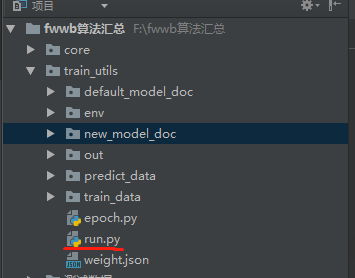 项目
fwwb算法汇总 F:\fwwb算法汇总
core
train_utils
default_model_doc
env
new_model_doc
out
predict_data
train_data
epoch.py
run.py
weight.json